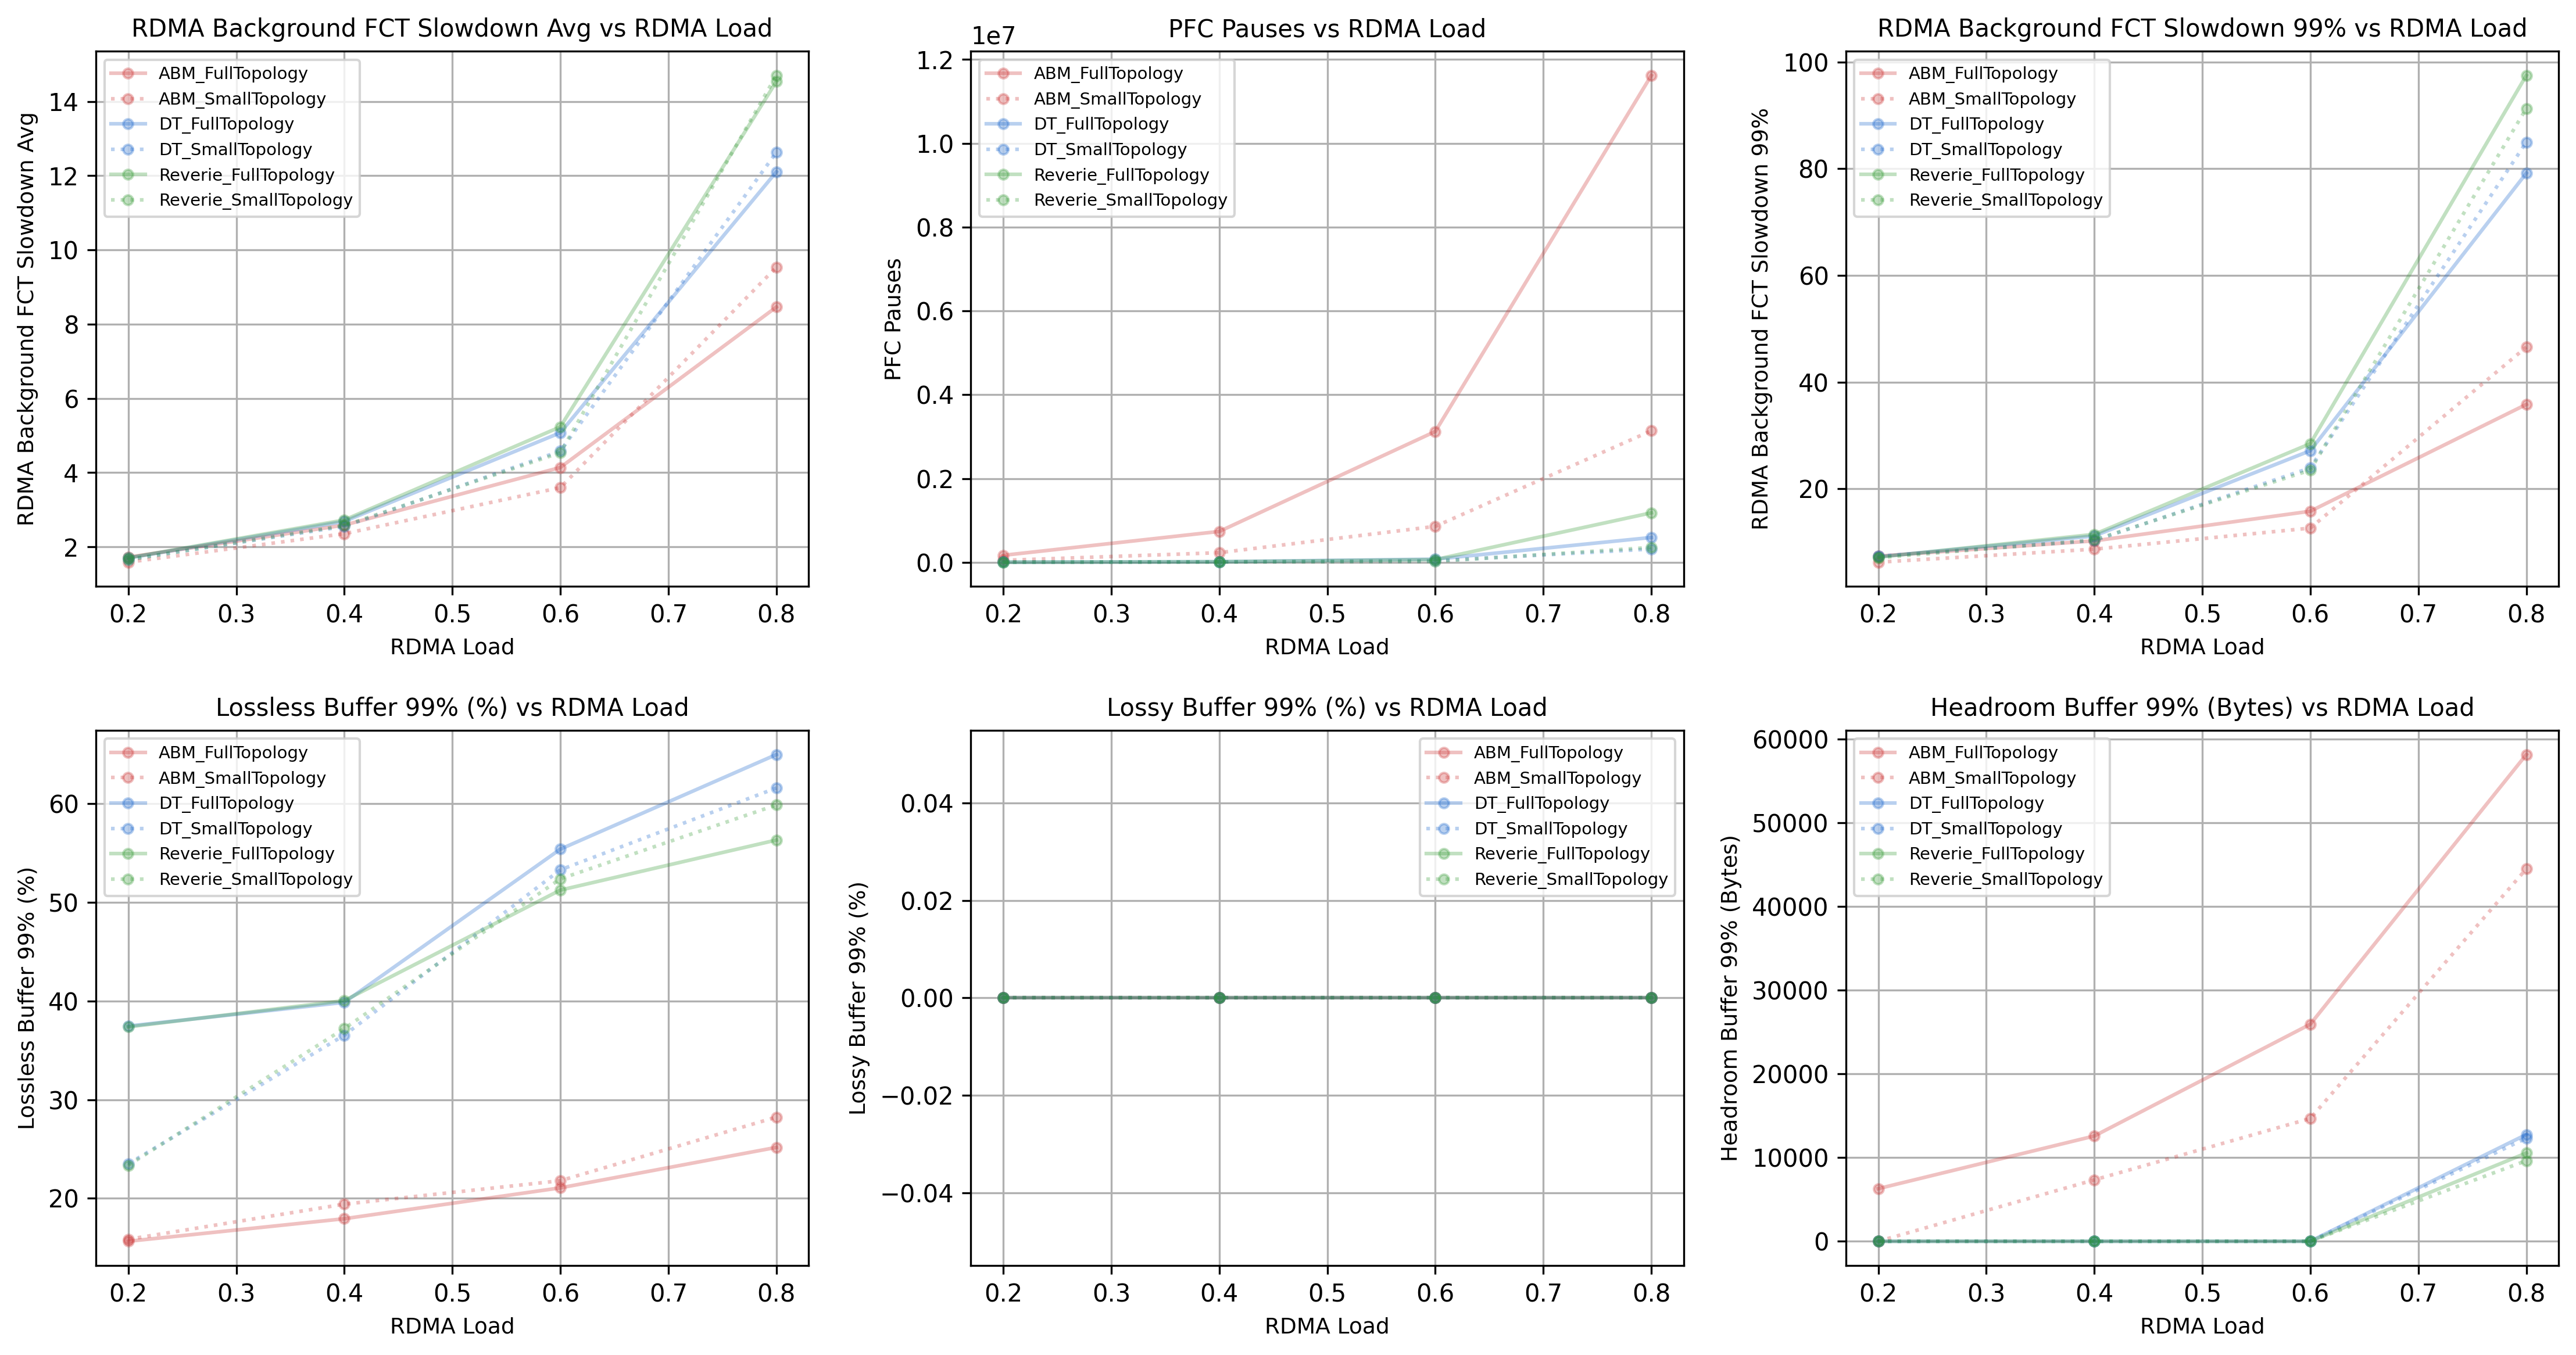 RDMA Background FCT Slowdown Avg vs RDMA Load
RDMA Background FCT Slowdown Avg
14
12
10
8
6
4
2
ABM_FullTopology
ABM_SmallTopology
DT_FullTopology
DT_SmallTopology
Reverie_FullTopology
Reverie_SmallTopology
0.2 0.3 0.4 0.5 0.6 0.7 0.8
RDMA Load
PFC Pauses vs RDMA Load
1e7
PFC Pauses
1.2
1.0
0.8
0.6
0.4
0.2
0.0
ABM_FullTopology
ABM_SmallTopology
DT_FullTopology
DT_SmallTopology
Reverie_FullTopology
Reverie_SmallTopology
0.2 0.3 0.4 0.5 0.6 0.7 0.8
RDMA Load
RDMA Background FCT Slowdown 99% vs RDMA Load
RDMA Background FCT Slowdown 99%
100
80
60
40
20
ABM_FullTopology
ABM_SmallTopology
DT_FullTopology
DT_SmallTopology
Reverie_FullTopology
Reverie_SmallTopology
0.2 0.3 0.4 0.5 0.6 0.7 0.8
RDMA Load
Lossless Buffer 99% (%) vs RDMA Load
Lossless Buffer 99% (%)
60
50
40
30
20
ABM_FullTopology
ABM_SmallTopology
DT_FullTopology
DT_SmallTopology
Reverie_FullTopology
Reverie_SmallTopology
0.2 0.3 0.4 0.5 0.6 0.7 0.8
RDMA Load
Lossy Buffer 99% (%) vs RDMA Load
Lossy Buffer 99% (%)
0.04
0.02
0.00
−0.02
−0.04
ABM_FullTopology
ABM_SmallTopology
DT_FullTopology
DT_SmallTopology
Reverie_FullTopology
Reverie_SmallTopology
0.2 0.3 0.4 0.5 0.6 0.7 0.8
RDMA Load
Headroom Buffer 99% (Bytes) vs RDMA Load
Headroom Buffer 99% (Bytes)
60000
50000
40000
30000
20000
10000
0
ABM_FullTopology
ABM_SmallTopology
DT_FullTopology
DT_SmallTopology
Reverie_FullTopology
Reverie_SmallTopology
0.2 0.3 0.4 0.5 0.6 0.7 0.8
RDMA Load